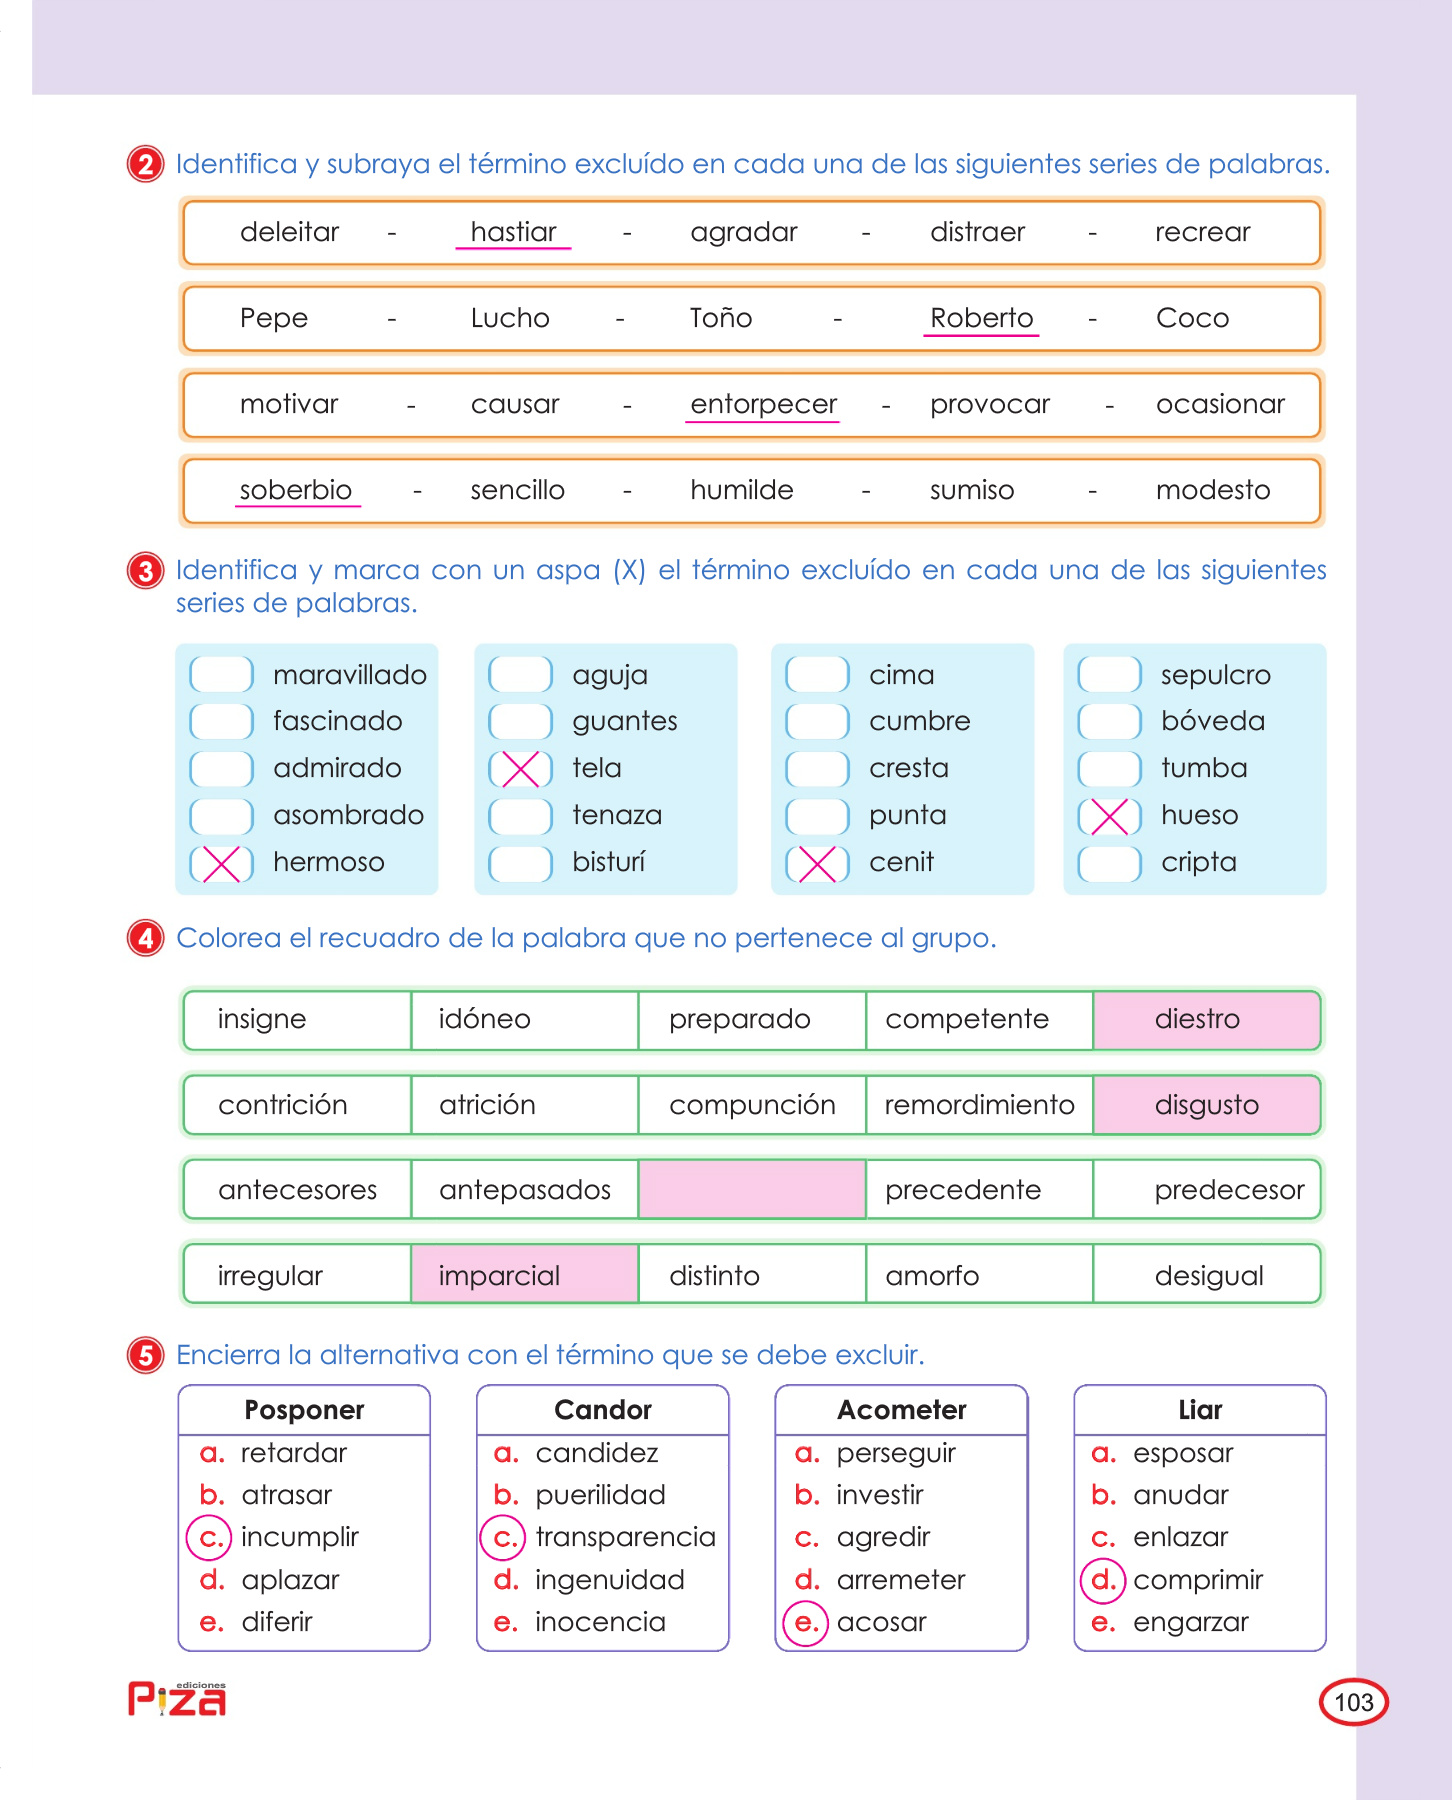 2 Identifica y subraya el término excluído en cada una de las siguientes series de palabras.
deleitar - hastiar - agradar - distraer - recrear
Pepe - Lucho - Toño - Roberto - Coco
motivar - causar - entorpecer - provocar - ocasionar
soberbio - sencillo - humilde - sumiso - modesto
3 Identifica y marca con un aspa (X) el término excluído en cada una de las siguientes
series de palabras.
maravillado
fascinado
admirado
asombrado
hermoso
aguja
guantes
tela
tenaza
bisturí
cima
cumbre
cresta
punta
cenit
sepulcro
bóveda
tumba
hueso
cripta
4 Colorea el recuadro de la palabra que no pertenece al grupo.
insigne idóneo preparado competente diestro
contrición atrición compunción remordimiento disgusto
antecesores antepasados precedente predecesor
irregular imparcial distinto amorfo desigual
5 Encierra la alternativa con el término que se debe excluir.
Posponer
a. retardar
b. atrasar
c. incumplir
d. aplazar
e. diferir
Candor
a. candidez
b. puerilidad
c. transparencia
d. ingenuidad
e. inocencia
Acometer
a. perseguir
b. investir
c. agredir
d. arremeter
e. acosar
Liar
a. esposar
b. anudar
c. enlazar
d. comprimir
e. engarzar
ediciones
Piza
103